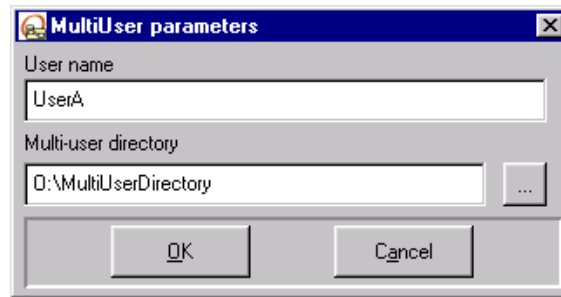 MultiUser parameters
User name
UserA
Multi-user directory
O:\MultiUserDirectory
...
OK
Cancel